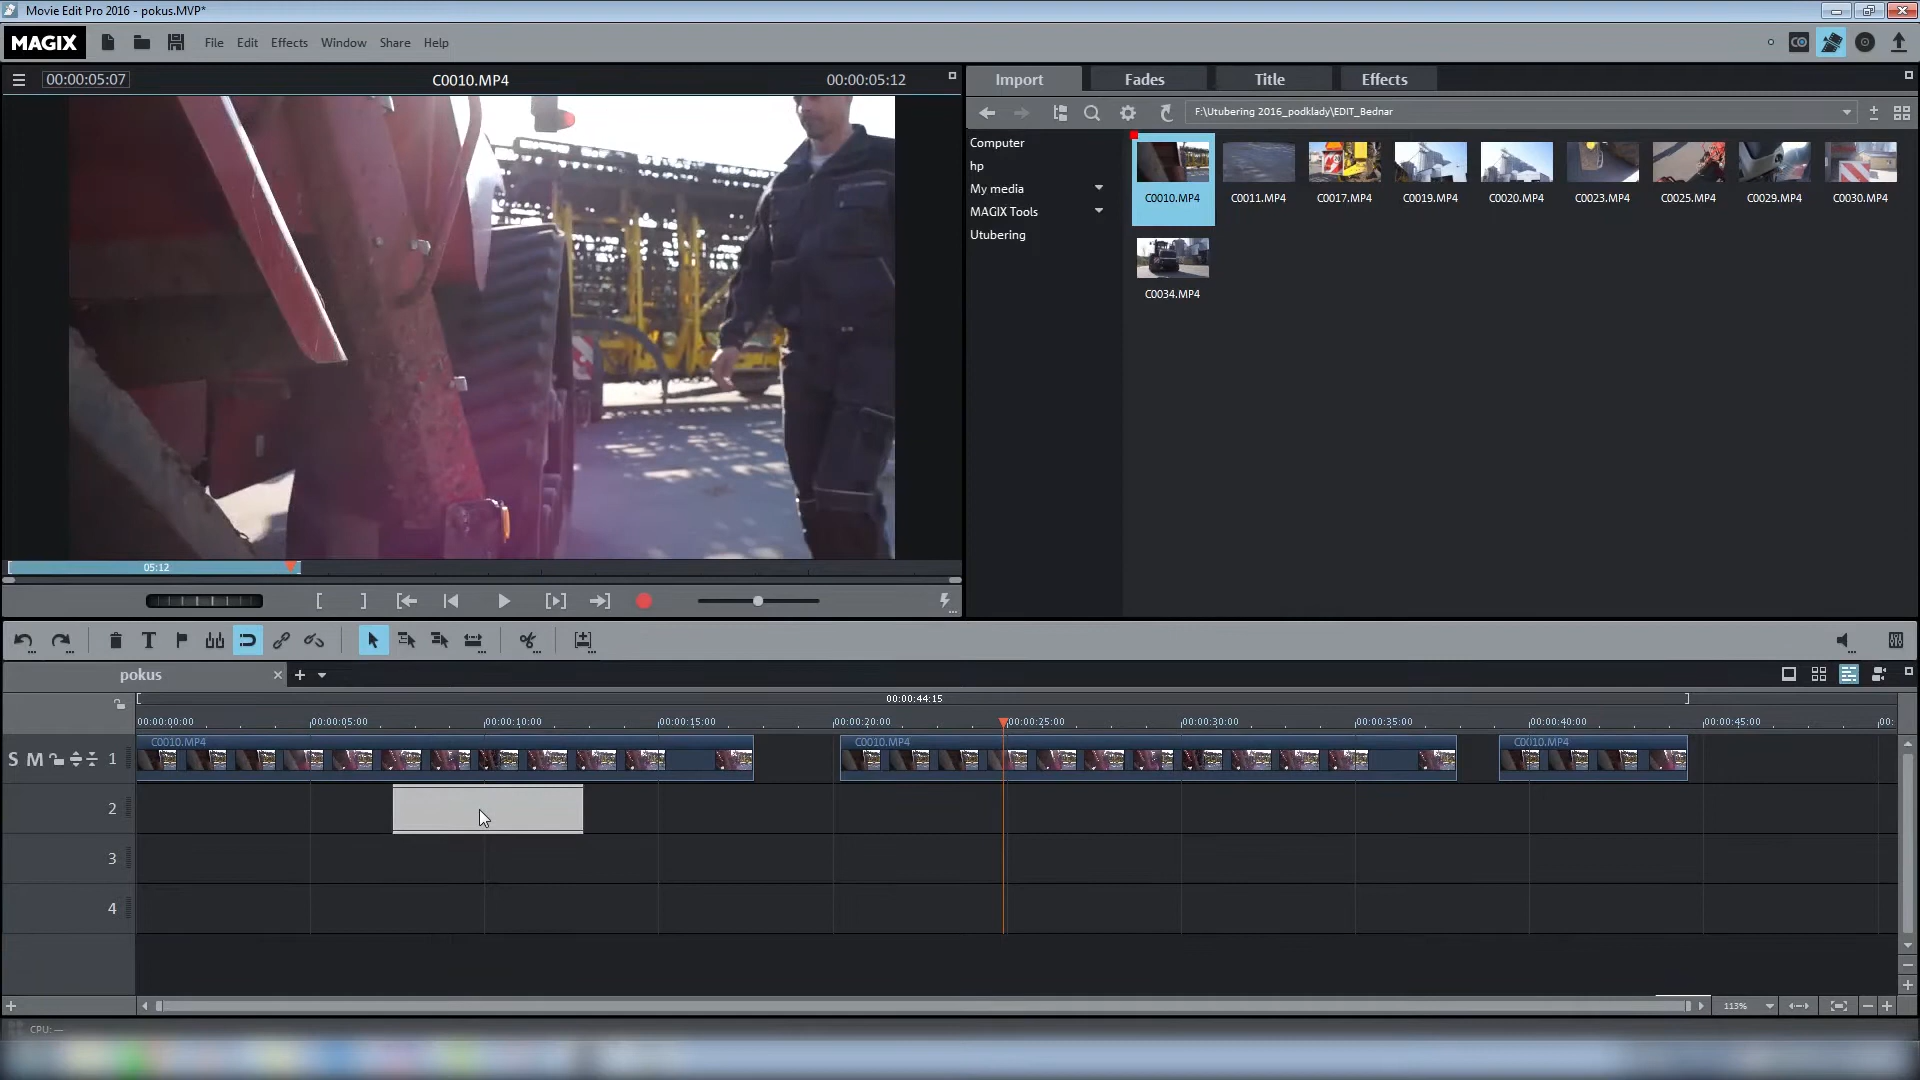 Movie Edit Pro 2016 - pokus.MVP*
MAGIX
File Edit Effects Window Share Help
00:00:05:07 C0010.MP4 00:00:05:12
Import Fades Title Effects
F:\Utubering 2016_podklady\EDIT_Bednar
Computer
hp
My media
MAGIX Tools
Utubering
C0010.MP4 C0011.MP4 C0017.MP4 C0019.MP4 C0020.MP4 C0023.MP4 C0025.MP4 C0029.MP4 C0030.MP4
C0034.MP4
05:12
pokus
00:00:44:15
00:00:00:00 00:00:05:00 00:00:10:00 00:00:15:00 00:00:20:00 00:00:25:00 00:00:30:00 00:00:35:00 00:00:40:00 00:00:45:00 00:
C0010.MP4 C0010.MP4 C0010.MP4
S M 1
2
3
4
113%
CPU: —